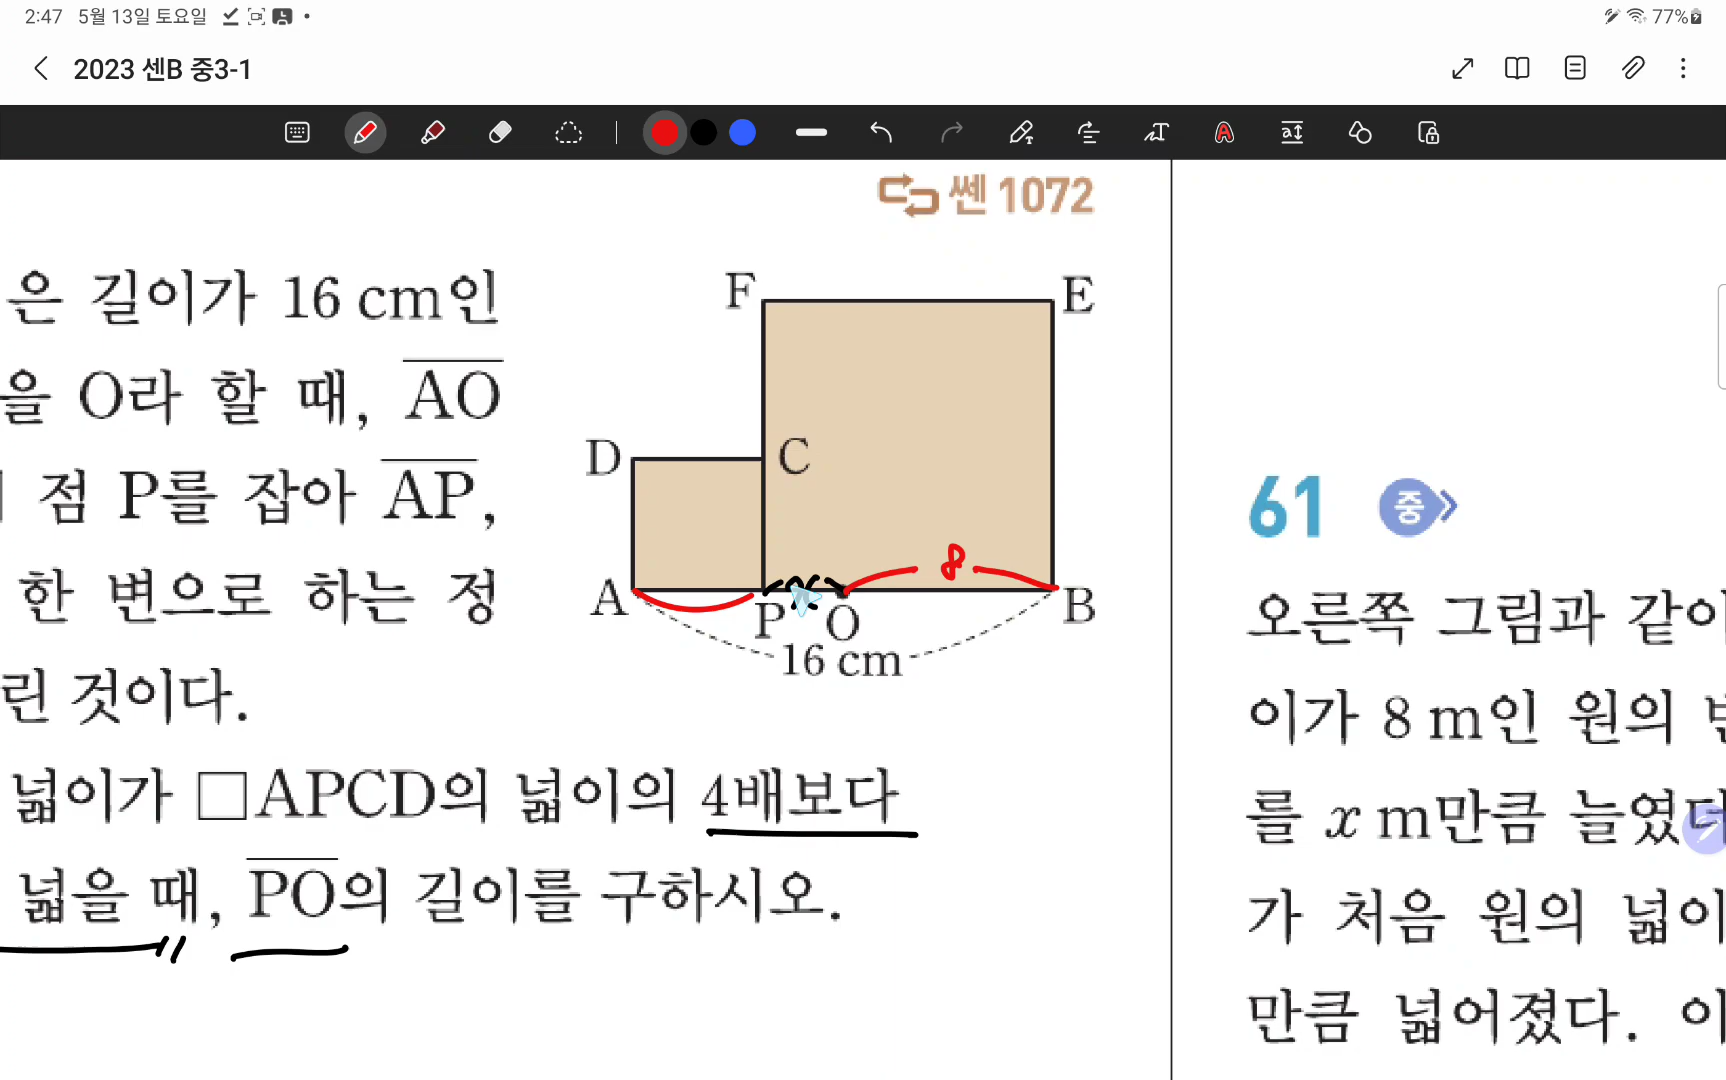 2:47 5월 13일 토요일
77%
2023 센B 중3-1
쎈 1072
은 길이가 16 cm인
을 O라 할 때, AO
점 P를 잡아 AP,
한 변으로 하는 정
린 것이다.
넓이가 □APCD의 넓이의 4배보다
넓을 때, PO의 길이를 구하시오.
F
E
D
C
8
A
P
x
O
B
16 cm
61 중
오른쪽 그림과 같이
이가 8 m인 원의
를 x m만큼 늘였더
가 처음 원의 넓이
만큼 넓어졌다. 이